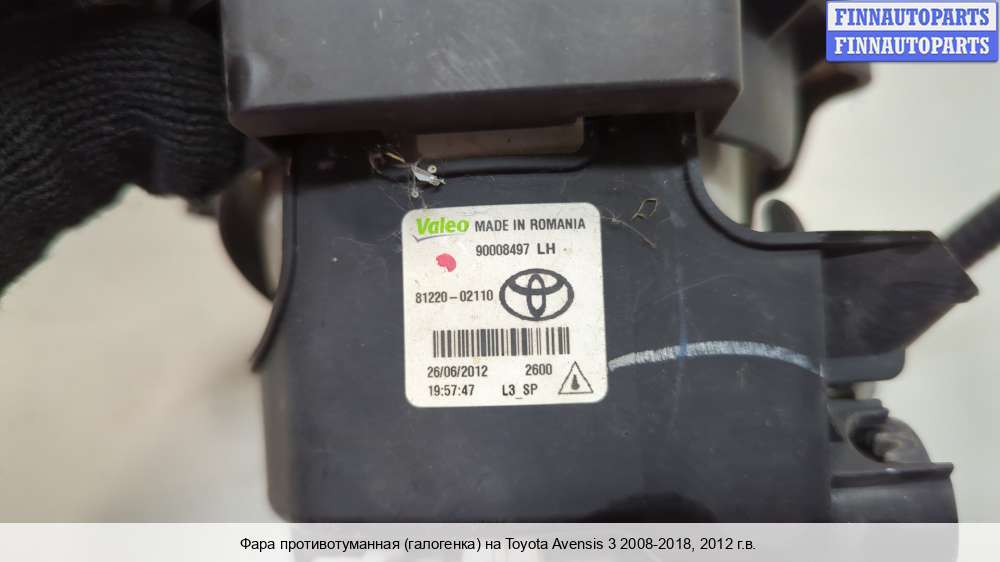 FINNAUTOPARTS
FINNAUTOPARTS
Valeo MADE IN ROMANIA
90008497 LH
81220-02110
26/06/2012 2600
19:57:47 L3_SP
Фара противотуманная (галогенка) на Toyota Avensis 3 2008-2018, 2012 г.в.